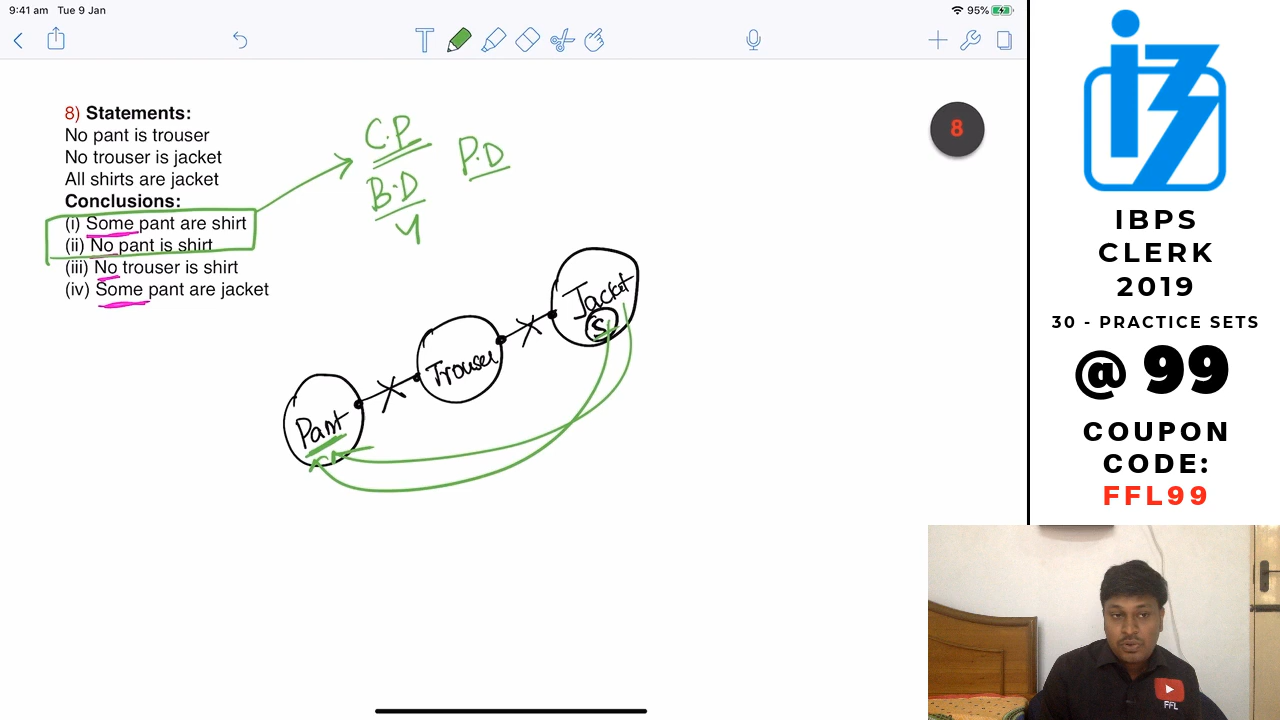 9:41 am Tue 9 Jan
95%
T
8) Statements:
No pant is trouser
No trouser is jacket
All shirts are jacket
Conclusions:
(i) Some pant are shirt
(ii) No pant is shirt
(iii) No trouser is shirt
(iv) Some pant are jacket
C.P
P.D
B.D
Jacket
S
Trouser
Pant
8
IBPS
CLERK
2019
30 - PRACTICE SETS
@ 99
COUPON
CODE:
FFL99
FFL